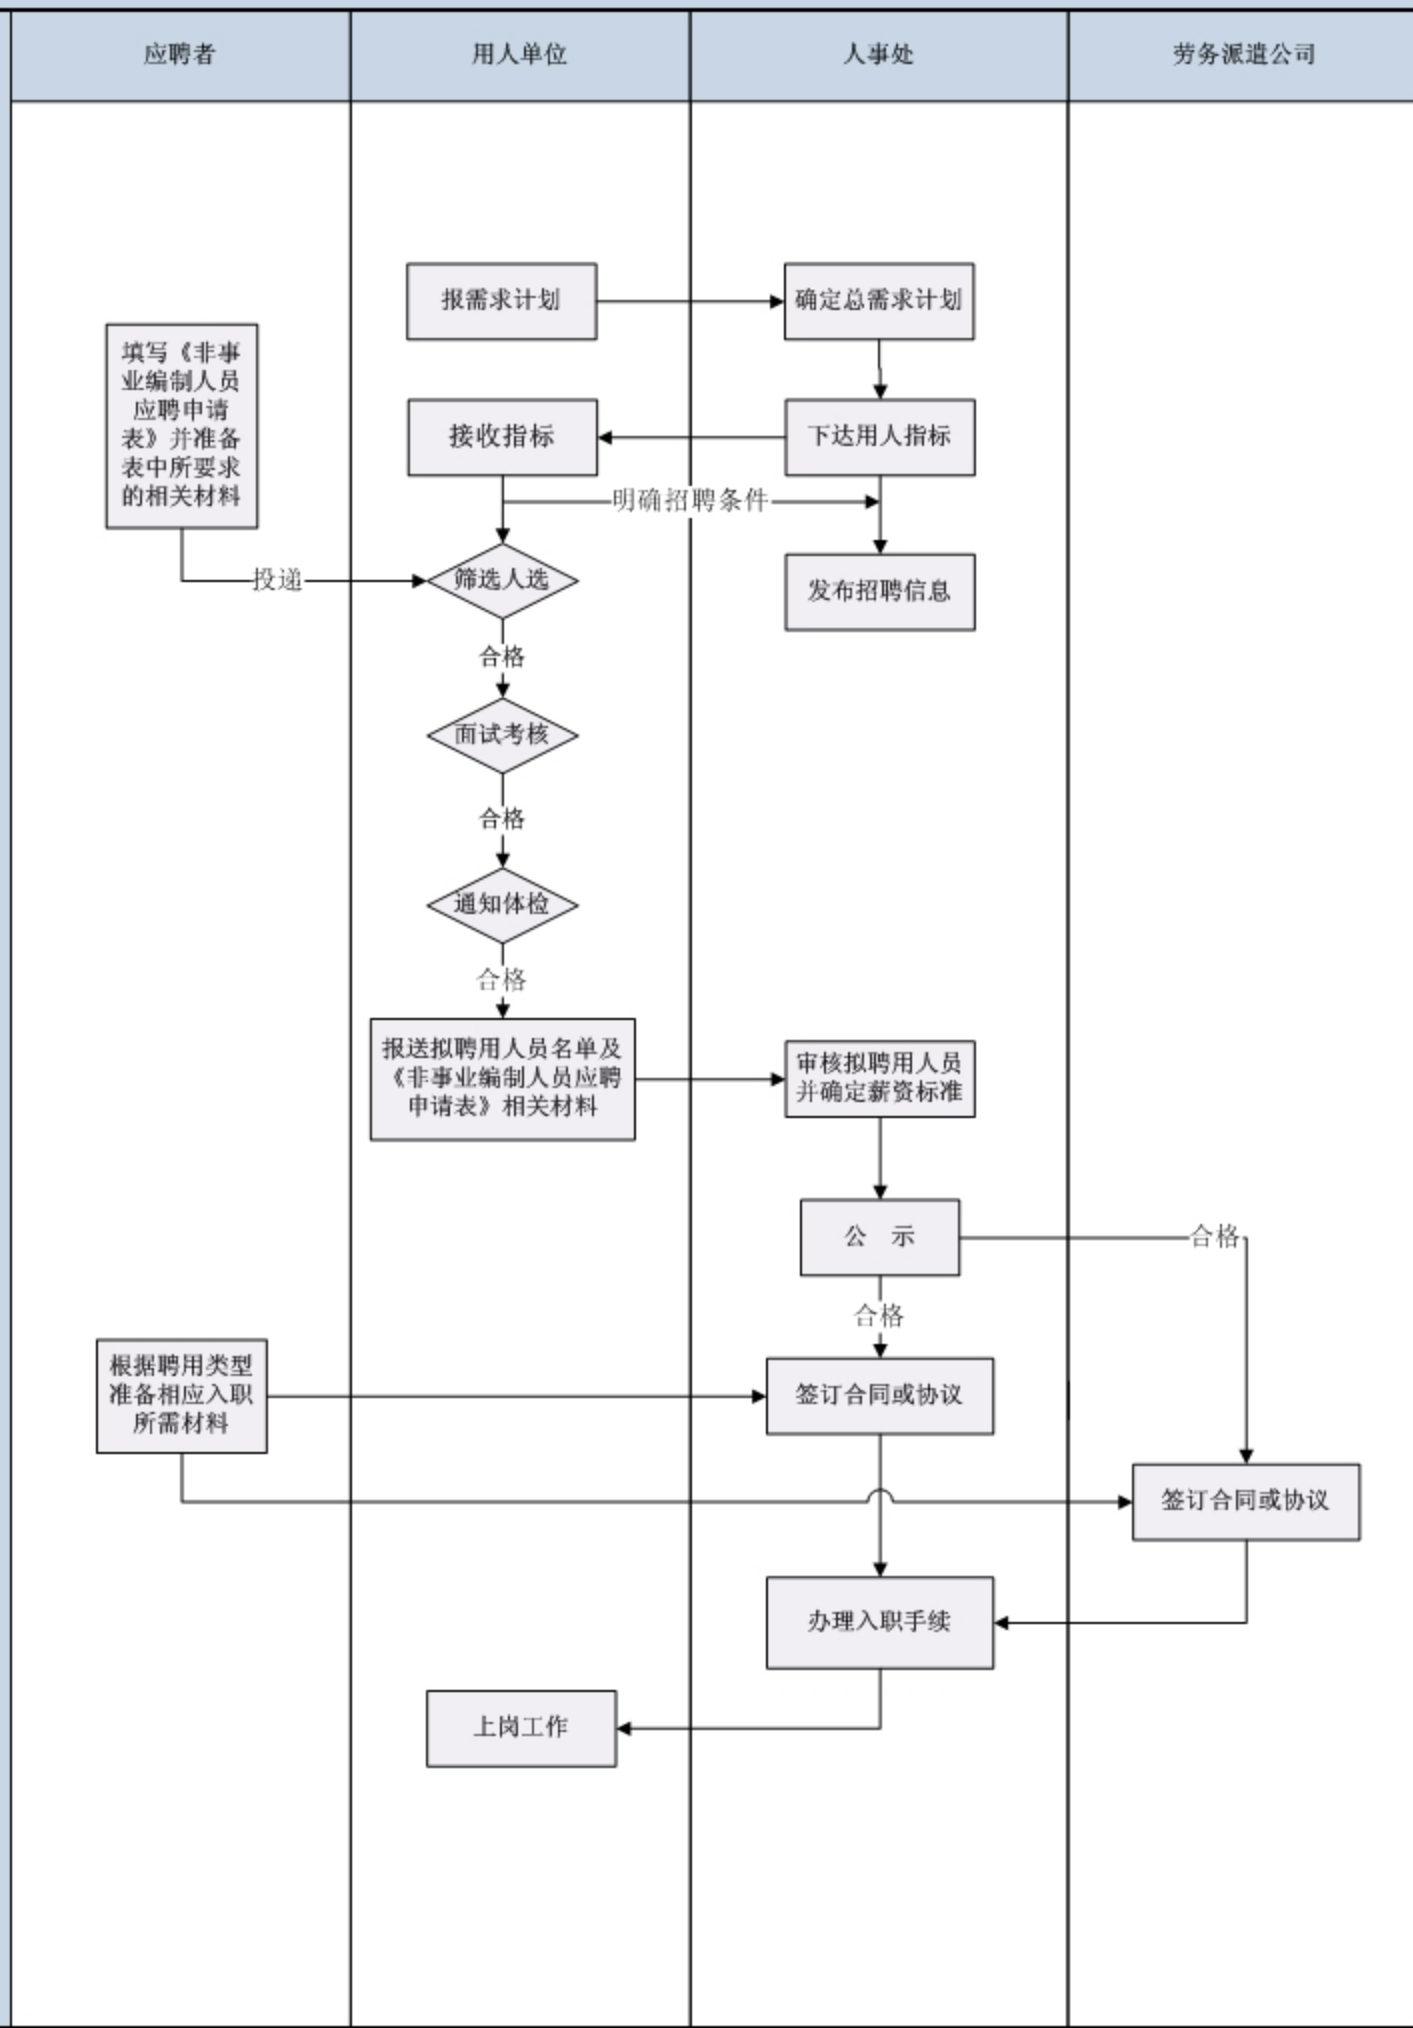 应聘者
用人单位
人事处
劳务派遣公司
报需求计划
确定总需求计划
填写《非事
业编制人员
应聘申请
表》并准备
表中所要求
的相关材料
接收指标
下达用人指标
明确招聘条件
投递
筛选人选
发布招聘信息
合格
面试考核
合格
通知体检
合格
报送拟聘用人员名单及
《非事业编制人员应聘
申请表》相关材料
审核拟聘用人员
并确定薪资标准
公 示
合格
合格
根据聘用类型
准备相应入职
所需材料
签订合同或协议
签订合同或协议
办理入职手续
上岗工作